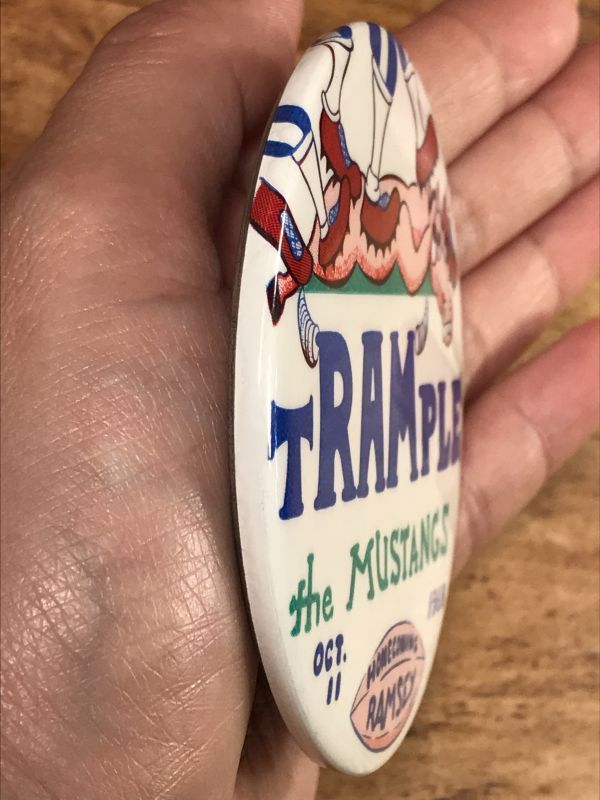 TRAMPLE
the MUSTANGS
OCT.
11
HOMECOMING
RAMSEY